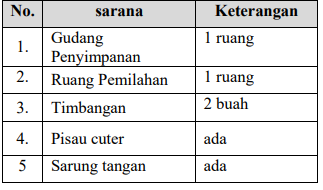 No. sarana Keterangan
1. Gudang Penyimpanan 1 ruang
2. Ruang Pemilahan 1 ruang
3. Timbangan 2 buah
4. Pisau cuter ada
5 Sarung tangan ada